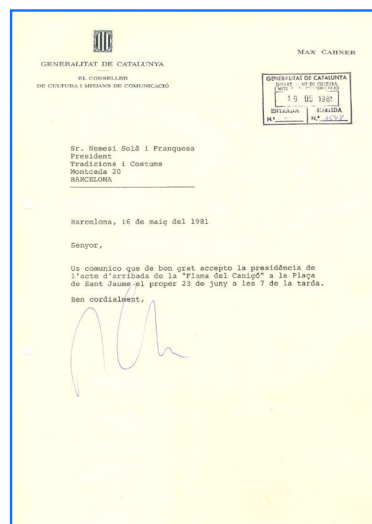 MAX CAHNER
GENERALITAT DE CATALUNYA
EL CONSELLER
DE CULTURA I MITJANS DE COMUNICACIÓ
GENERALITAT DE CATALUNYA
19 05 1981
ENTRADA
N.º
N.º
Sr. Nemesi Solà i Franquesa
President
Tradicions i Costums
Montcada 20
BARCELONA
Barcelona, 16 de maig del 1981
Senyor,
Us comunico que de bon grat accepto la presidència de
l'acte d'arribada de la "Flama del Canigó" a la Plaça
de Sant Jaume el proper 23 de juny a les 7 de la tarda.
Ben cordialment,